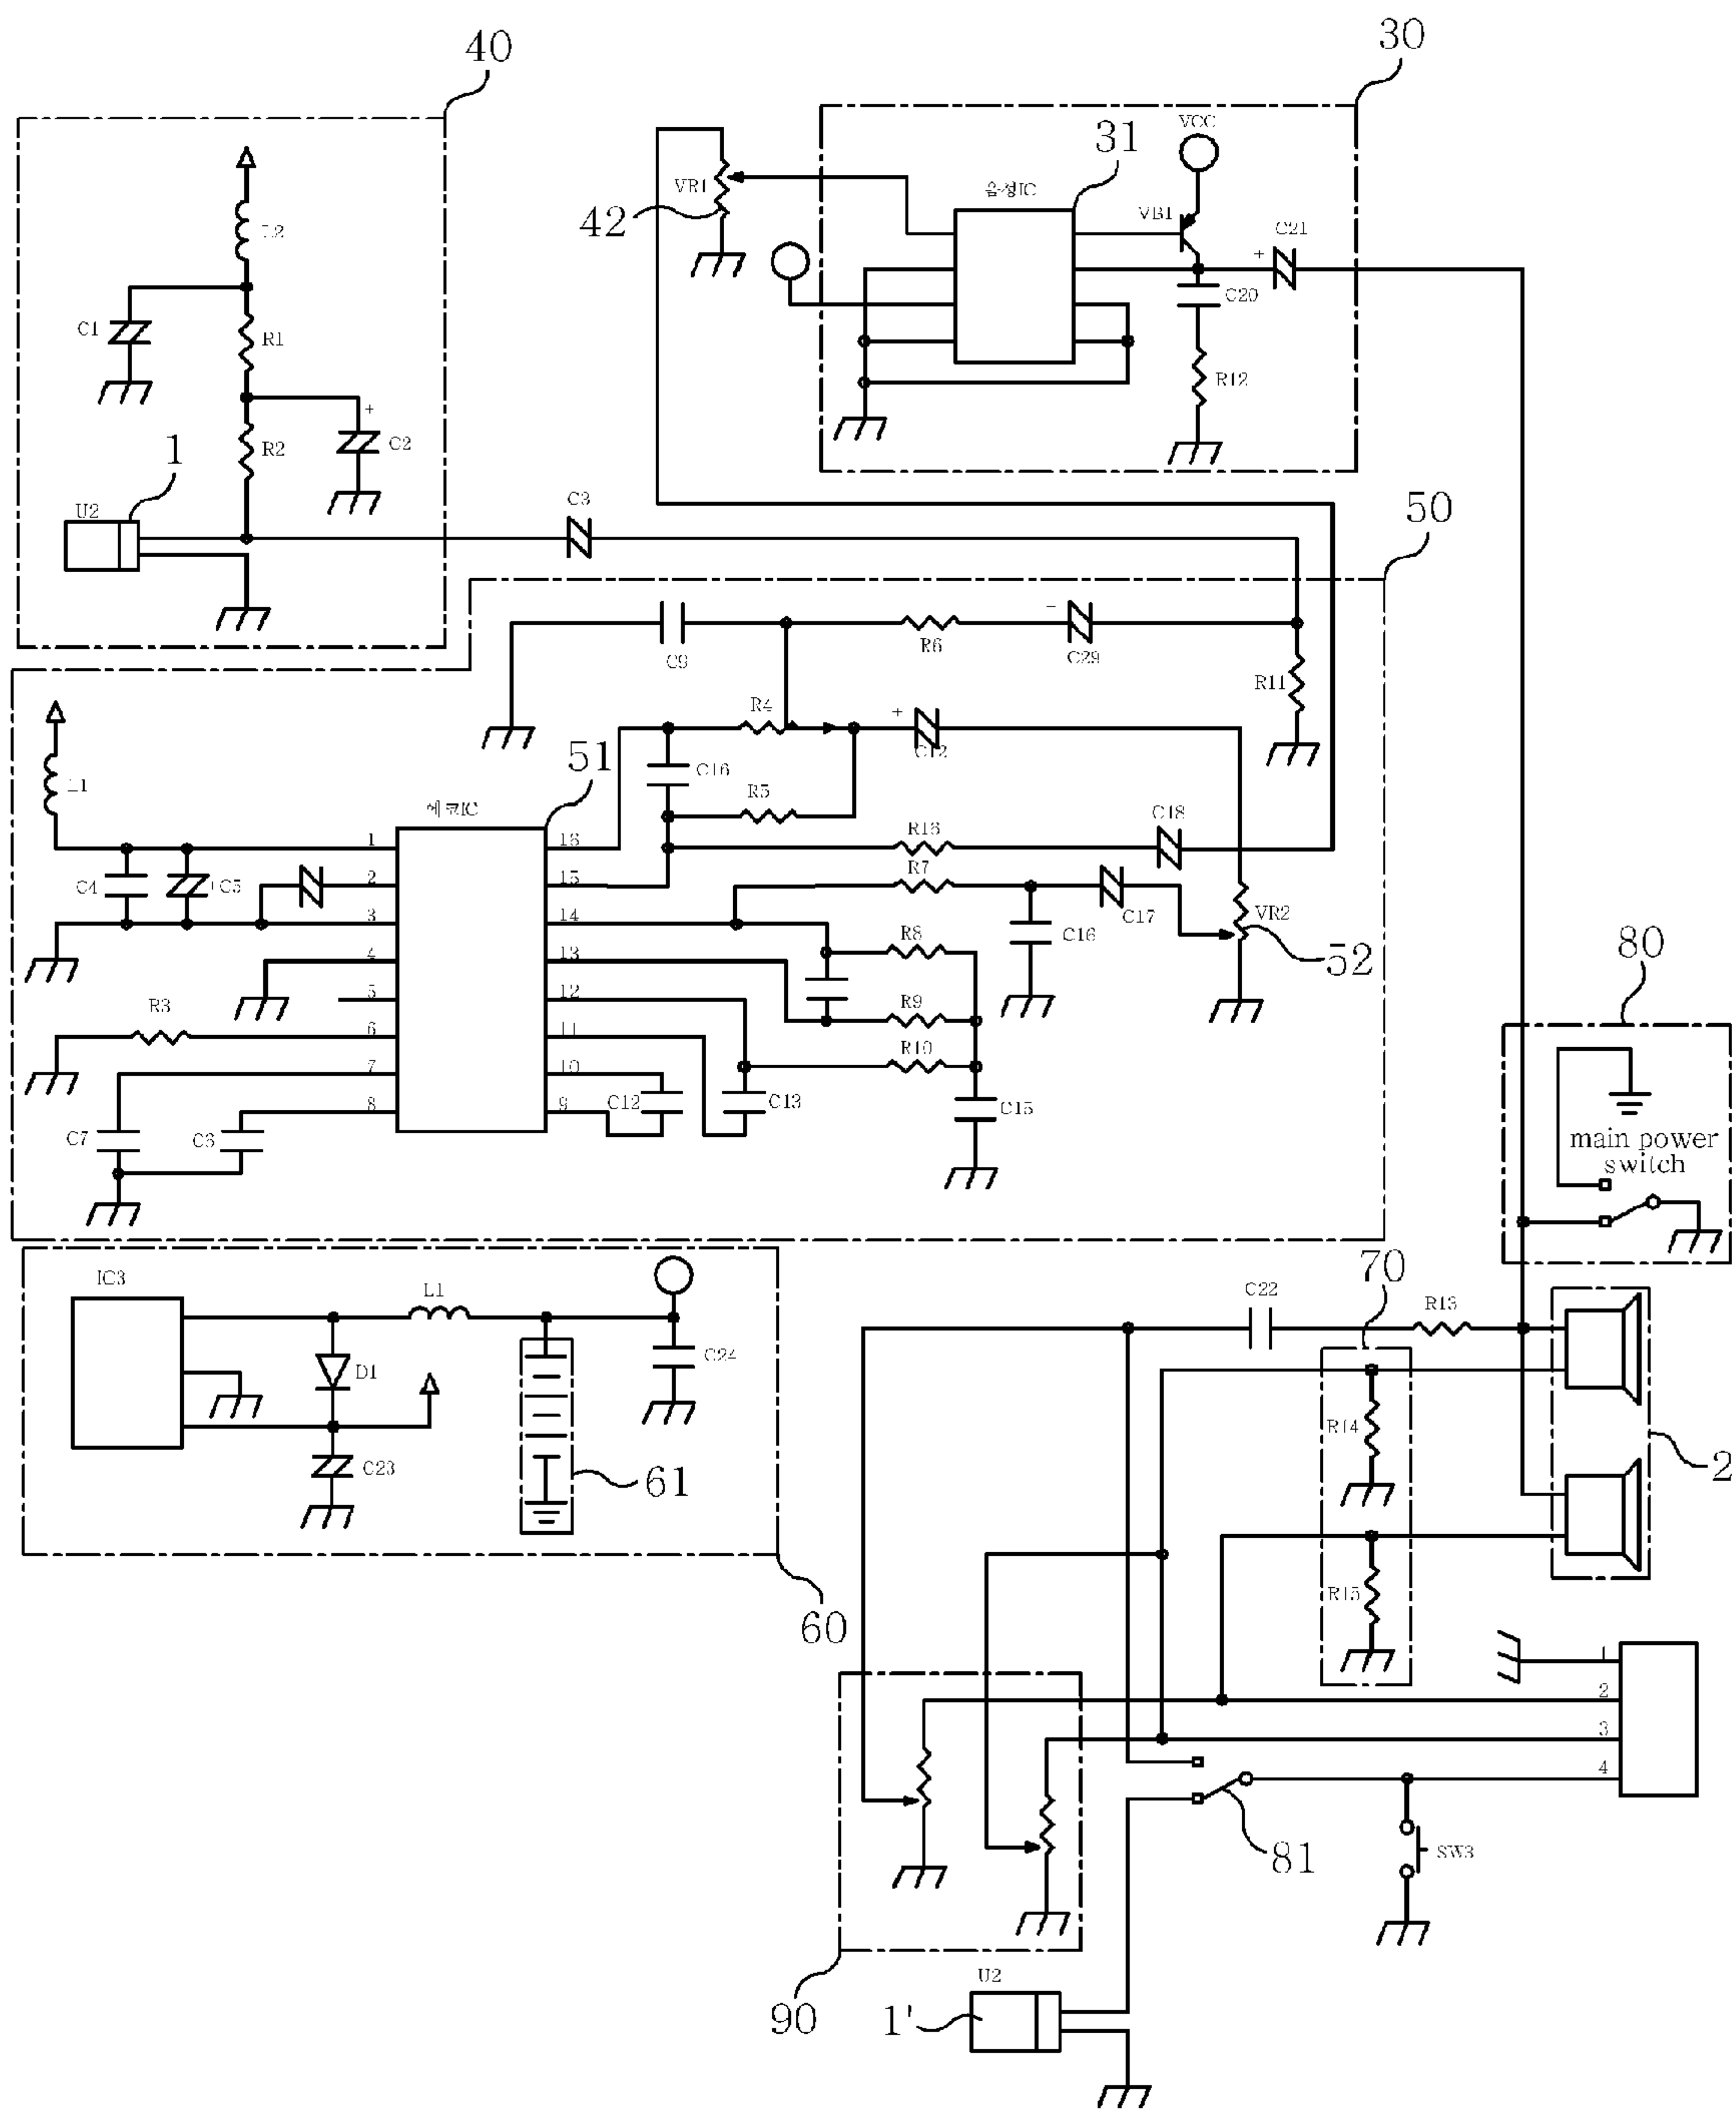 40
30
VCC
31
음성IC
VR1
42
VB1
C21
+
C20
R12
L2
C1
R1
+
R2
C2
1
U2
C3
50
C9
R6
-
C29
R11
R4
+
C12
C16
R5
51
에코IC
L1
R16
C18
R7
C17
C16
VR2
52
C4
+C5
1
2
3
4
5
6
7
8
16
15
14
13
12
11
10
9
R8
R9
R10
R3
C12
C13
C15
C7
C6
80
main power
switch
70
IC3
L1
C24
D1
C23
61
60
C22
R13
R14
2
R15
1
2
3
4
81
SW3
90
U2
1'